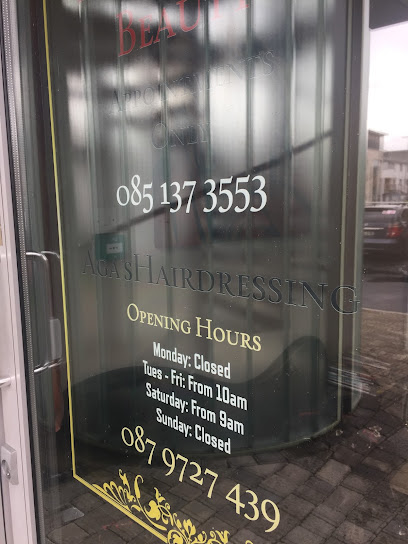 BEAUTY
APPOINTMENTS
ONLY
085 137 3553
AGA'S HAIRDRESSING
OPENING HOURS
Monday: Closed
Tues - Fri: From 10am
Saturday: From 9am
Sunday: Closed
087 9727 439